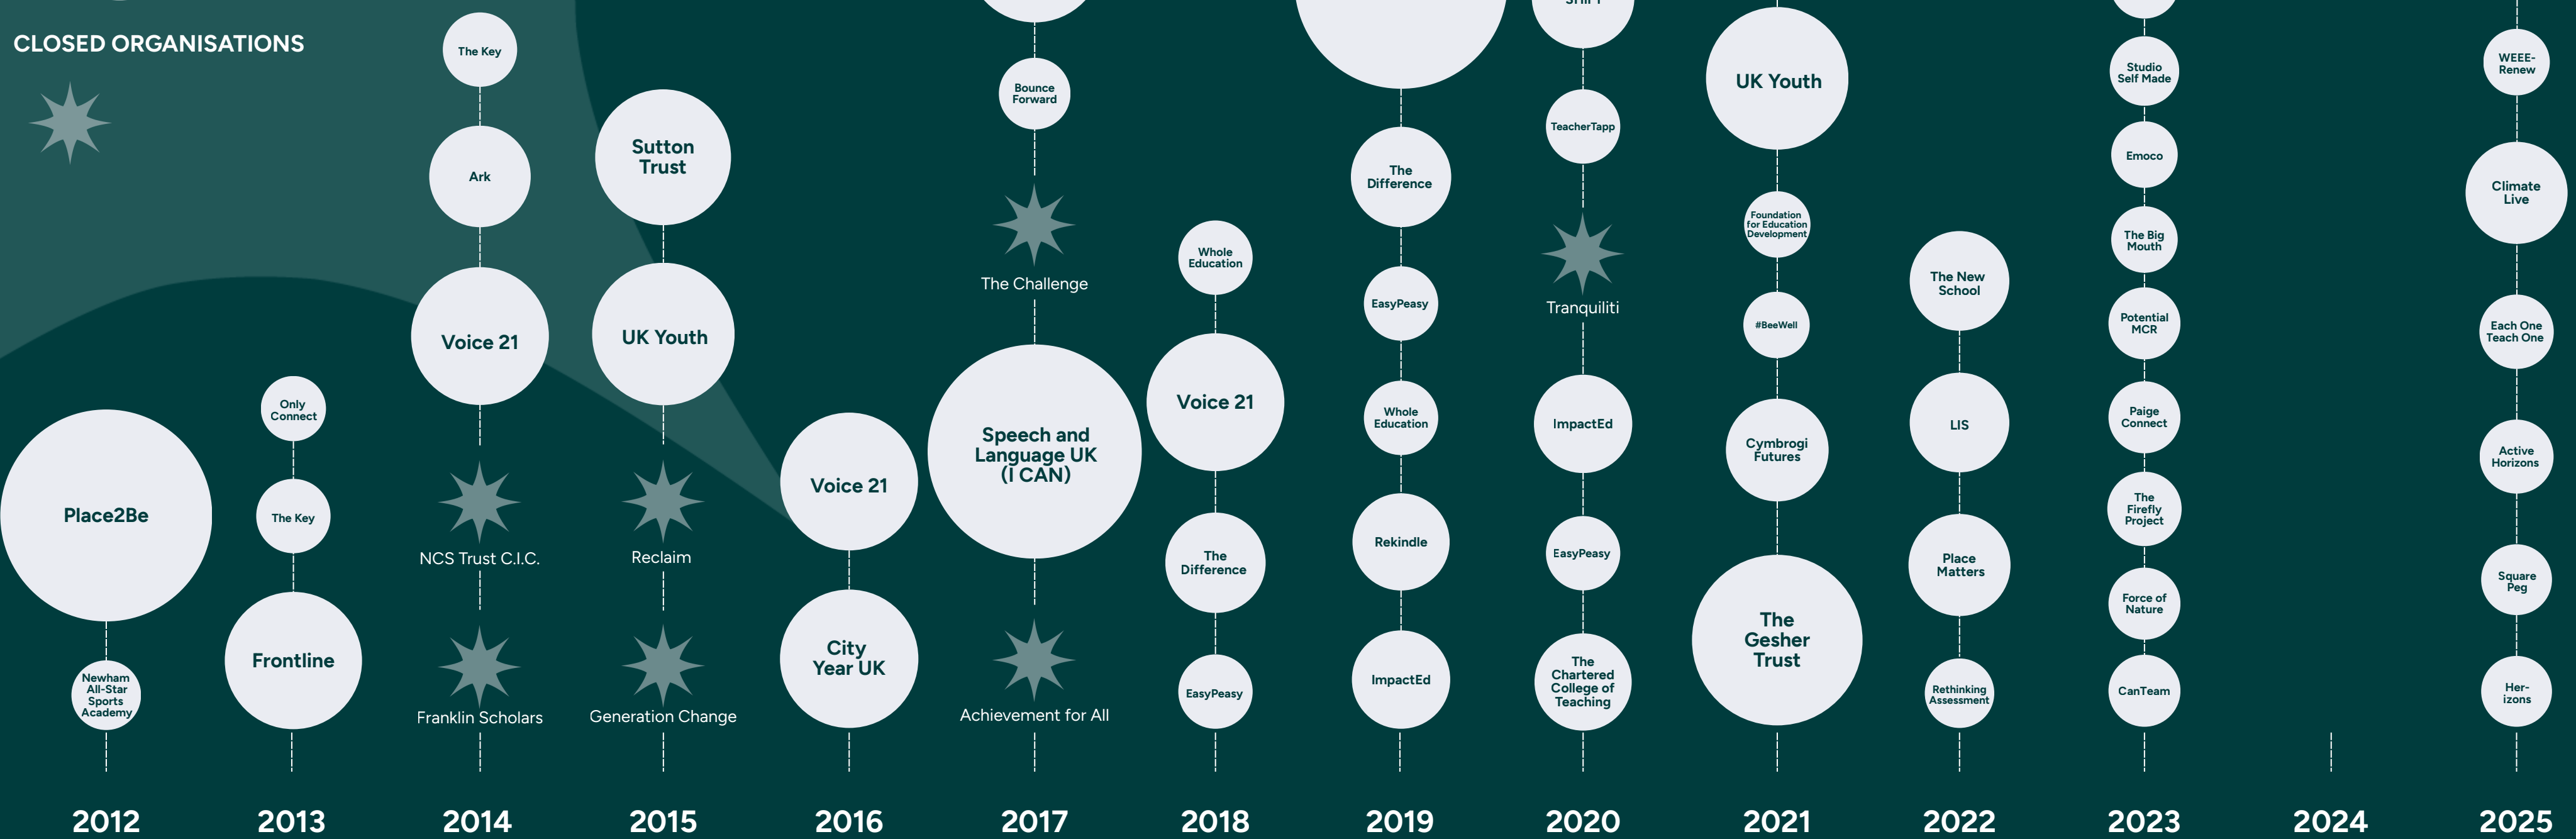 CLOSED ORGANISATIONS
Place2Be
Newham
All-Star
Sports
Academy
2012
Only
Connect
The Key
Frontline
2013
The Key
Ark
Voice 21
NCS Trust C.I.C.
Franklin Scholars
2014
Sutton
Trust
UK Youth
Reclaim
Generation Change
2015
Voice 21
City
Year UK
2016
Bounce
Forward
The Challenge
Speech and
Language UK
(I CAN)
Achievement for All
2017
Whole
Education
Voice 21
The
Difference
EasyPeasy
2018
The
Difference
EasyPeasy
Whole
Education
Rekindle
ImpactEd
2019
TeacherTapp
Tranquiliti
ImpactEd
EasyPeasy
The
Chartered
College of
Teaching
2020
UK Youth
Foundation
for Education
Development
#BeeWell
Cymbrogi
Futures
The
Gesher
Trust
2021
The New
School
LIS
Place
Matters
Rethinking
Assessment
2022
Studio
Self Made
Emoco
The Big
Mouth
Potential
MCR
Paige
Connect
The
Firefly
Project
Force of
Nature
CanTeam
2023
2024
WEEE-
Renew
Climate
Live
Each One
Teach One
Active
Horizons
Square
Peg
Her-
izons
2025